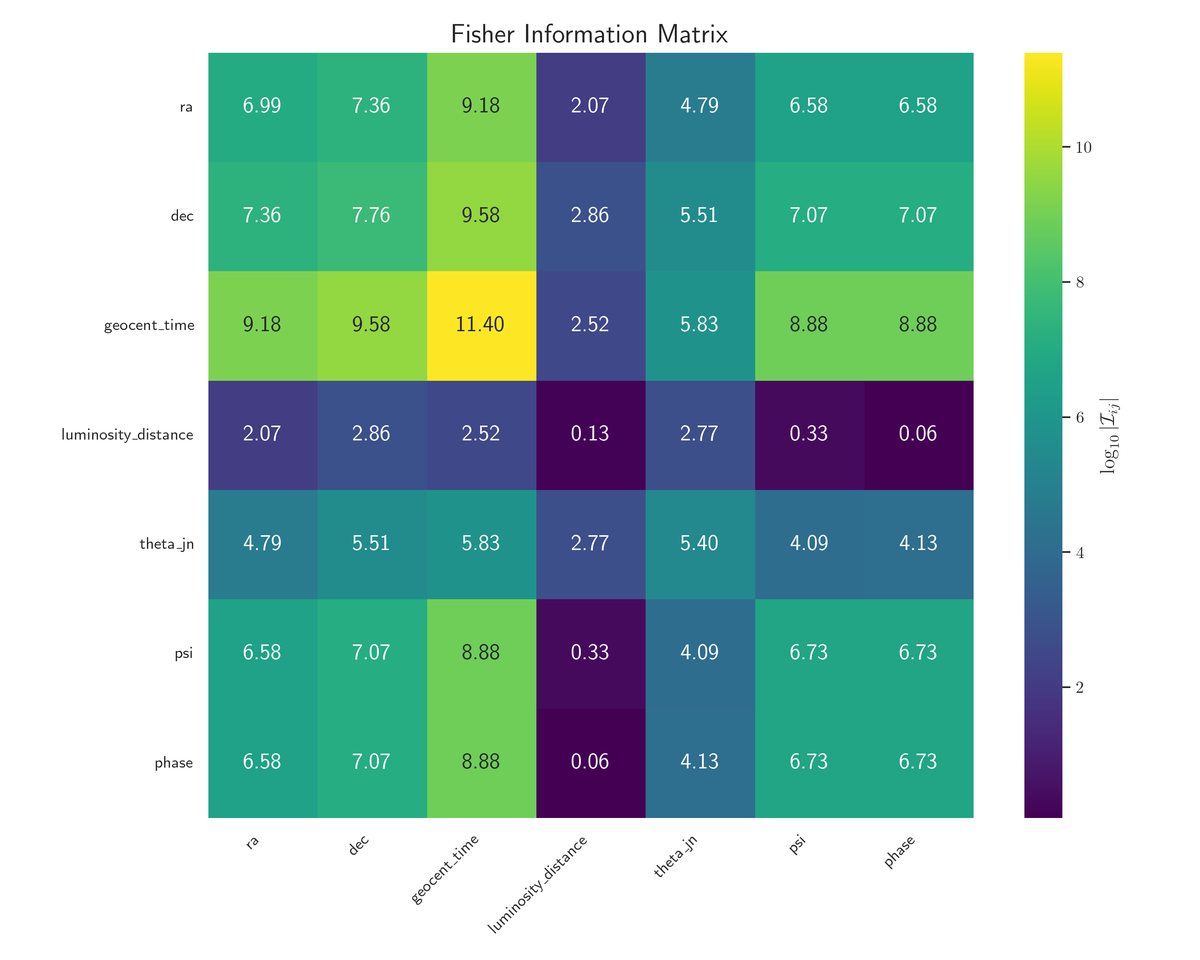 Fisher Information Matrix
ra 6.99 7.36 9.18 2.07 4.79 6.58 6.58
dec 7.36 7.76 9.58 2.86 5.51 7.07 7.07
geocent_time 9.18 9.58 11.40 2.52 5.83 8.88 8.88
luminosity_distance 2.07 2.86 2.52 0.13 2.77 0.33 0.06
theta_jn 4.79 5.51 5.83 2.77 5.40 4.09 4.13
psi 6.58 7.07 8.88 0.33 4.09 6.73 6.73
phase 6.58 7.07 8.88 0.06 4.13 6.73 6.73
ra dec geocent_time luminosity_distance theta_jn psi phase
10
8
6
4
2
log₁₀ |ℐᵢⱼ|